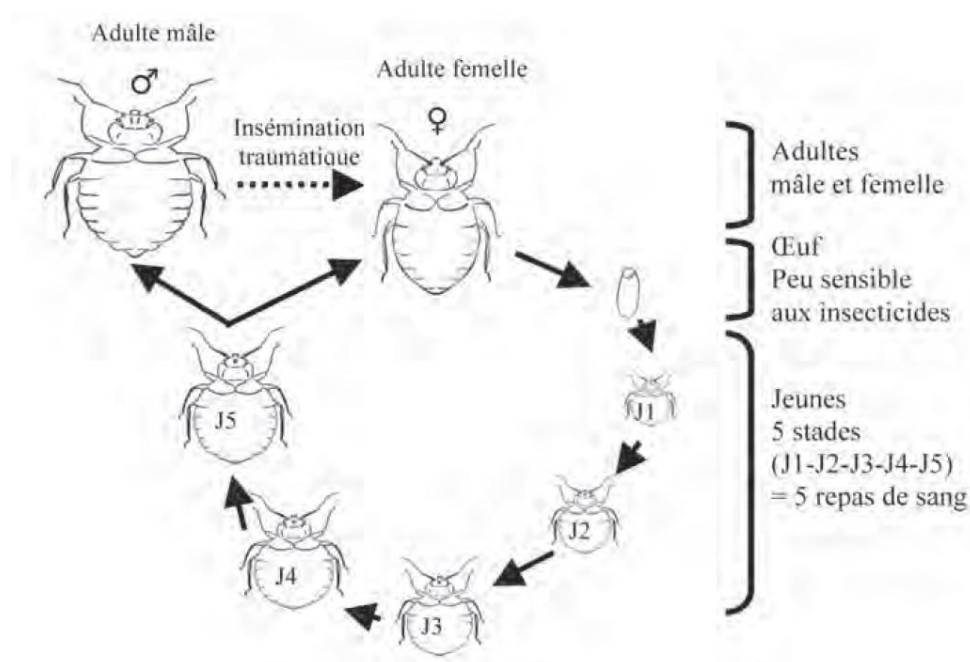 Adulte mâle
♂
Adulte femelle
♀
Insémination
traumatique
Adultes
mâle et femelle
Œuf
Peu sensible
aux insecticides
J1
J2
J3
J4
J5
Jeunes
5 stades
(J1-J2-J3-J4-J5)
= 5 repas de sang